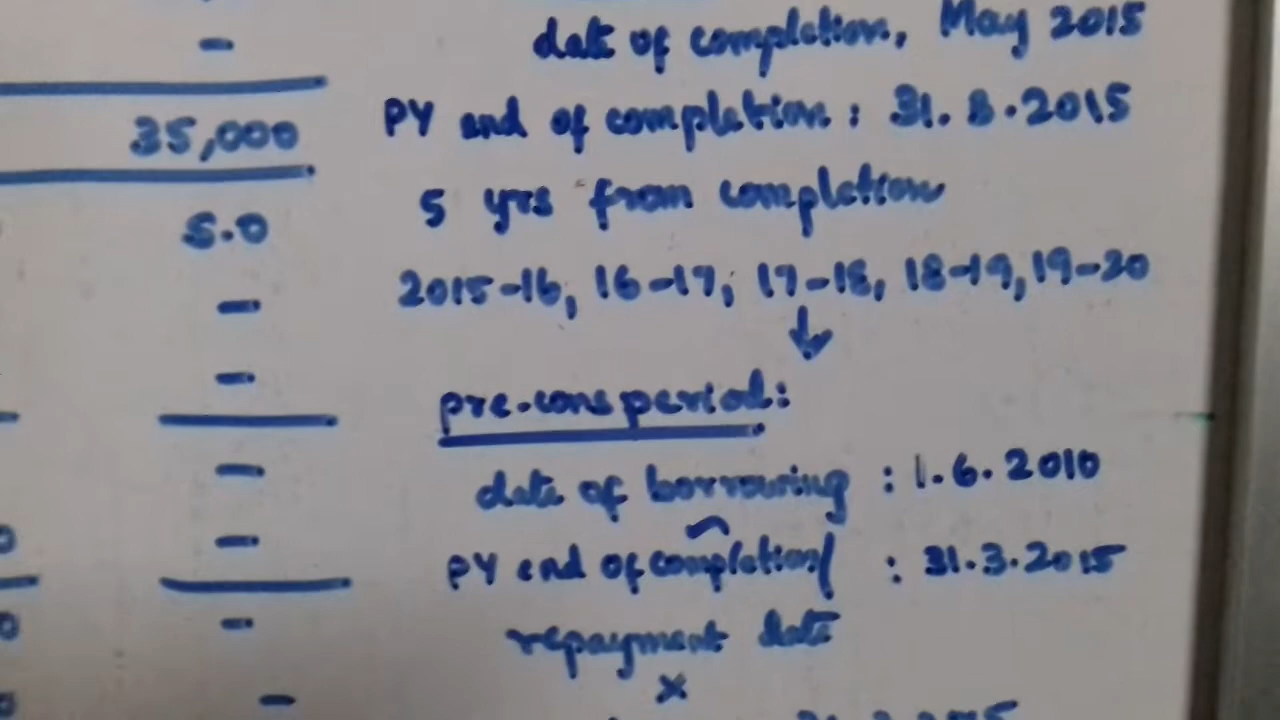 -
date of completion, May 2015
35,000
PY end of completion : 31.3.2015
5 yrs from completion
S.O
2015-16, 16-17, 17-18, 18-19, 19-20
-
-
pre-cons period:
-
date of borrowing : 1.6.2010
0 -
PY end of completion/ : 31.3.2015
0 -
repayment date
x
0 -